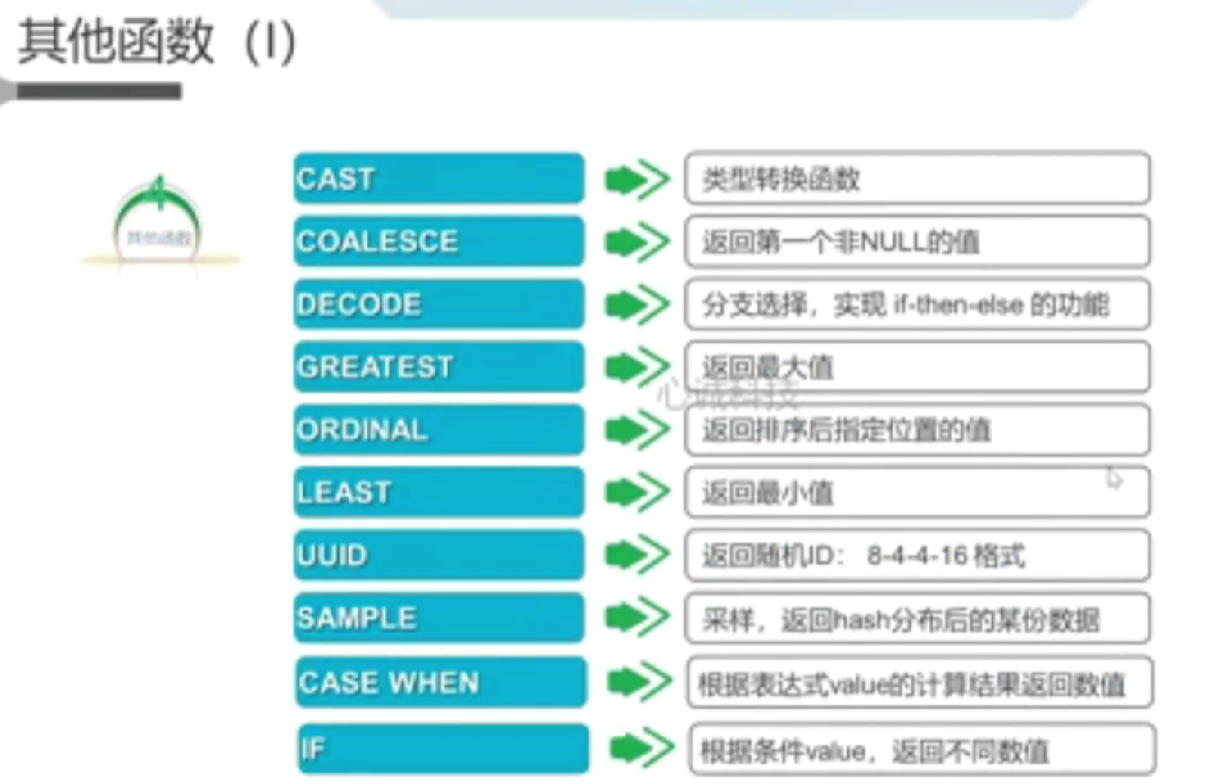 其他函数（I）
4
其他函数
CAST
类型转换函数
COALESCE
返回第一个非NULL的值
DECODE
分支选择，实现 if-then-else 的功能
GREATEST
返回最大值
心诚科技
ORDINAL
返回排序后指定位置的值
LEAST
返回最小值
UUID
返回随机ID： 8-4-4-16 格式
SAMPLE
采样，返回hash分布后的某份数据
CASE WHEN
根据表达式value的计算结果返回数值
IF
根据条件value，返回不同数值